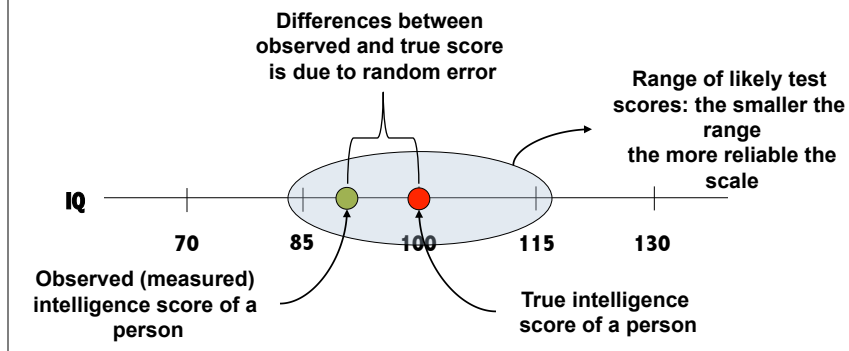 Differences between
observed and true score
is due to random error
Range of likely test
scores: the smaller the
range
the more reliable the
scale
IQ
70
85
100
115
130
Observed (measured)
intelligence score of a
person
True intelligence
score of a person